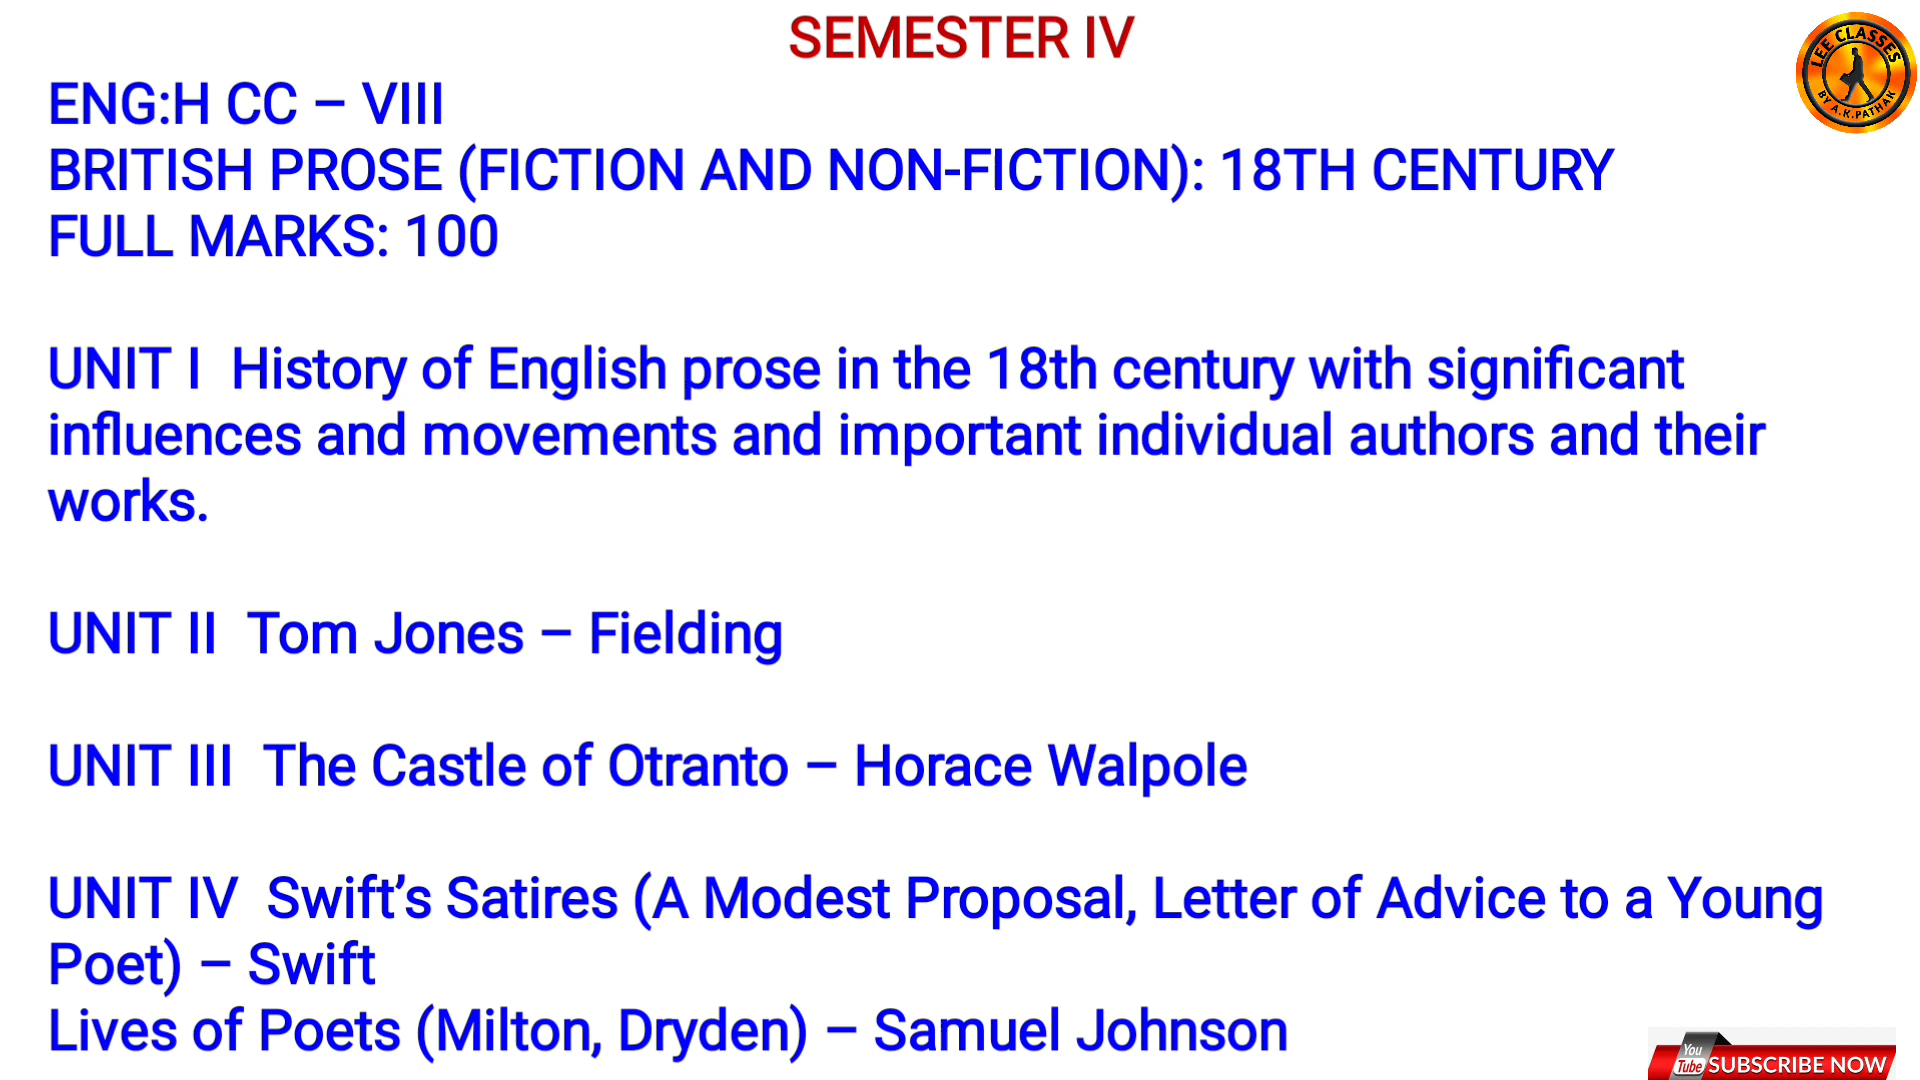 SEMESTER IV
LEE CLASSES
BY A.K.PATHAK
ENG:H CC – VIII
BRITISH PROSE (FICTION AND NON-FICTION): 18TH CENTURY
FULL MARKS: 100
UNIT I  History of English prose in the 18th century with significant
influences and movements and important individual authors and their
works.
UNIT II  Tom Jones – Fielding
UNIT III  The Castle of Otranto – Horace Walpole
UNIT IV  Swift’s Satires (A Modest Proposal, Letter of Advice to a Young
Poet) – Swift
Lives of Poets (Milton, Dryden) – Samuel Johnson
You
Tube
SUBSCRIBE NOW